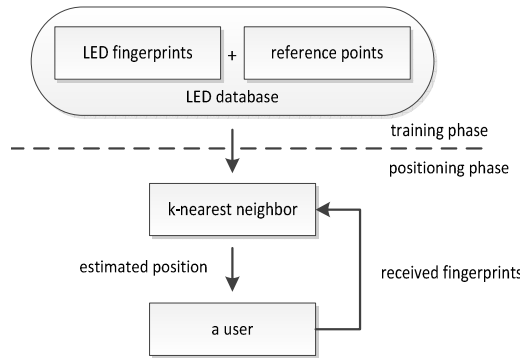 LED fingerprints
+
reference points
LED database
training phase
positioning phase
k-nearest neighbor
estimated position
received fingerprints
a user